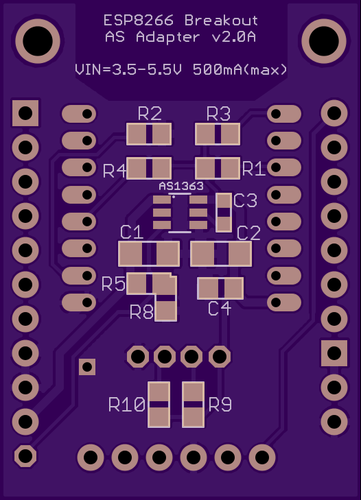 ESP8266 Breakout
AS Adapter v2.0A
VIN=3.5-5.5V 500mA(max)
R2 R3
R4 R1
AS1363
C3
C1 C2
R5
R8 C4
R10 R9